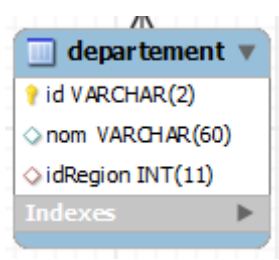 departement
id VARCHAR(2)
nom VARCHAR(60)
idRegion INT(11)
Indexes